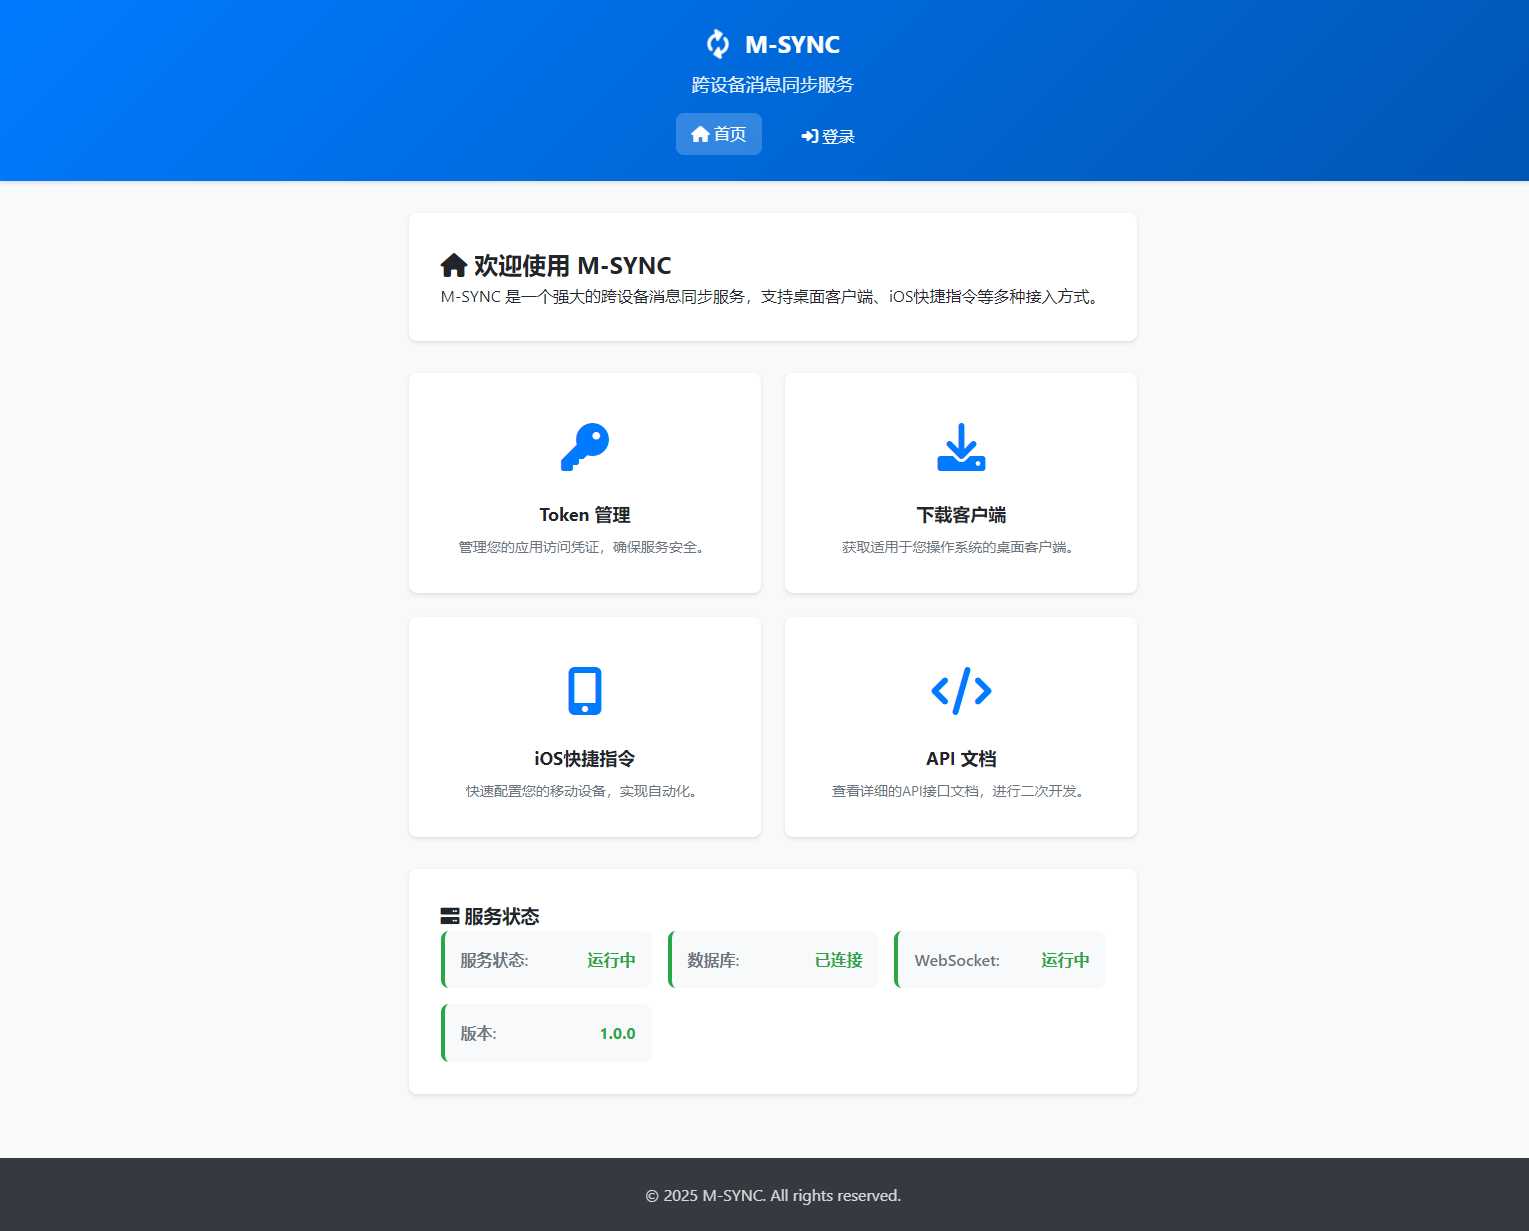 M-SYNC
跨设备消息同步服务
首页 登录
欢迎使用 M-SYNC
M-SYNC 是一个强大的跨设备消息同步服务，支持桌面客户端、iOS快捷指令等多种接入方式。
Token 管理
管理您的应用访问凭证，确保服务安全。
下载客户端
获取适用于您操作系统的桌面客户端。
iOS快捷指令
快速配置您的移动设备，实现自动化。
API 文档
查看详细的API接口文档，进行二次开发。
服务状态
服务状态: 运行中
数据库: 已连接
WebSocket: 运行中
版本: 1.0.0
© 2025 M-SYNC. All rights reserved.